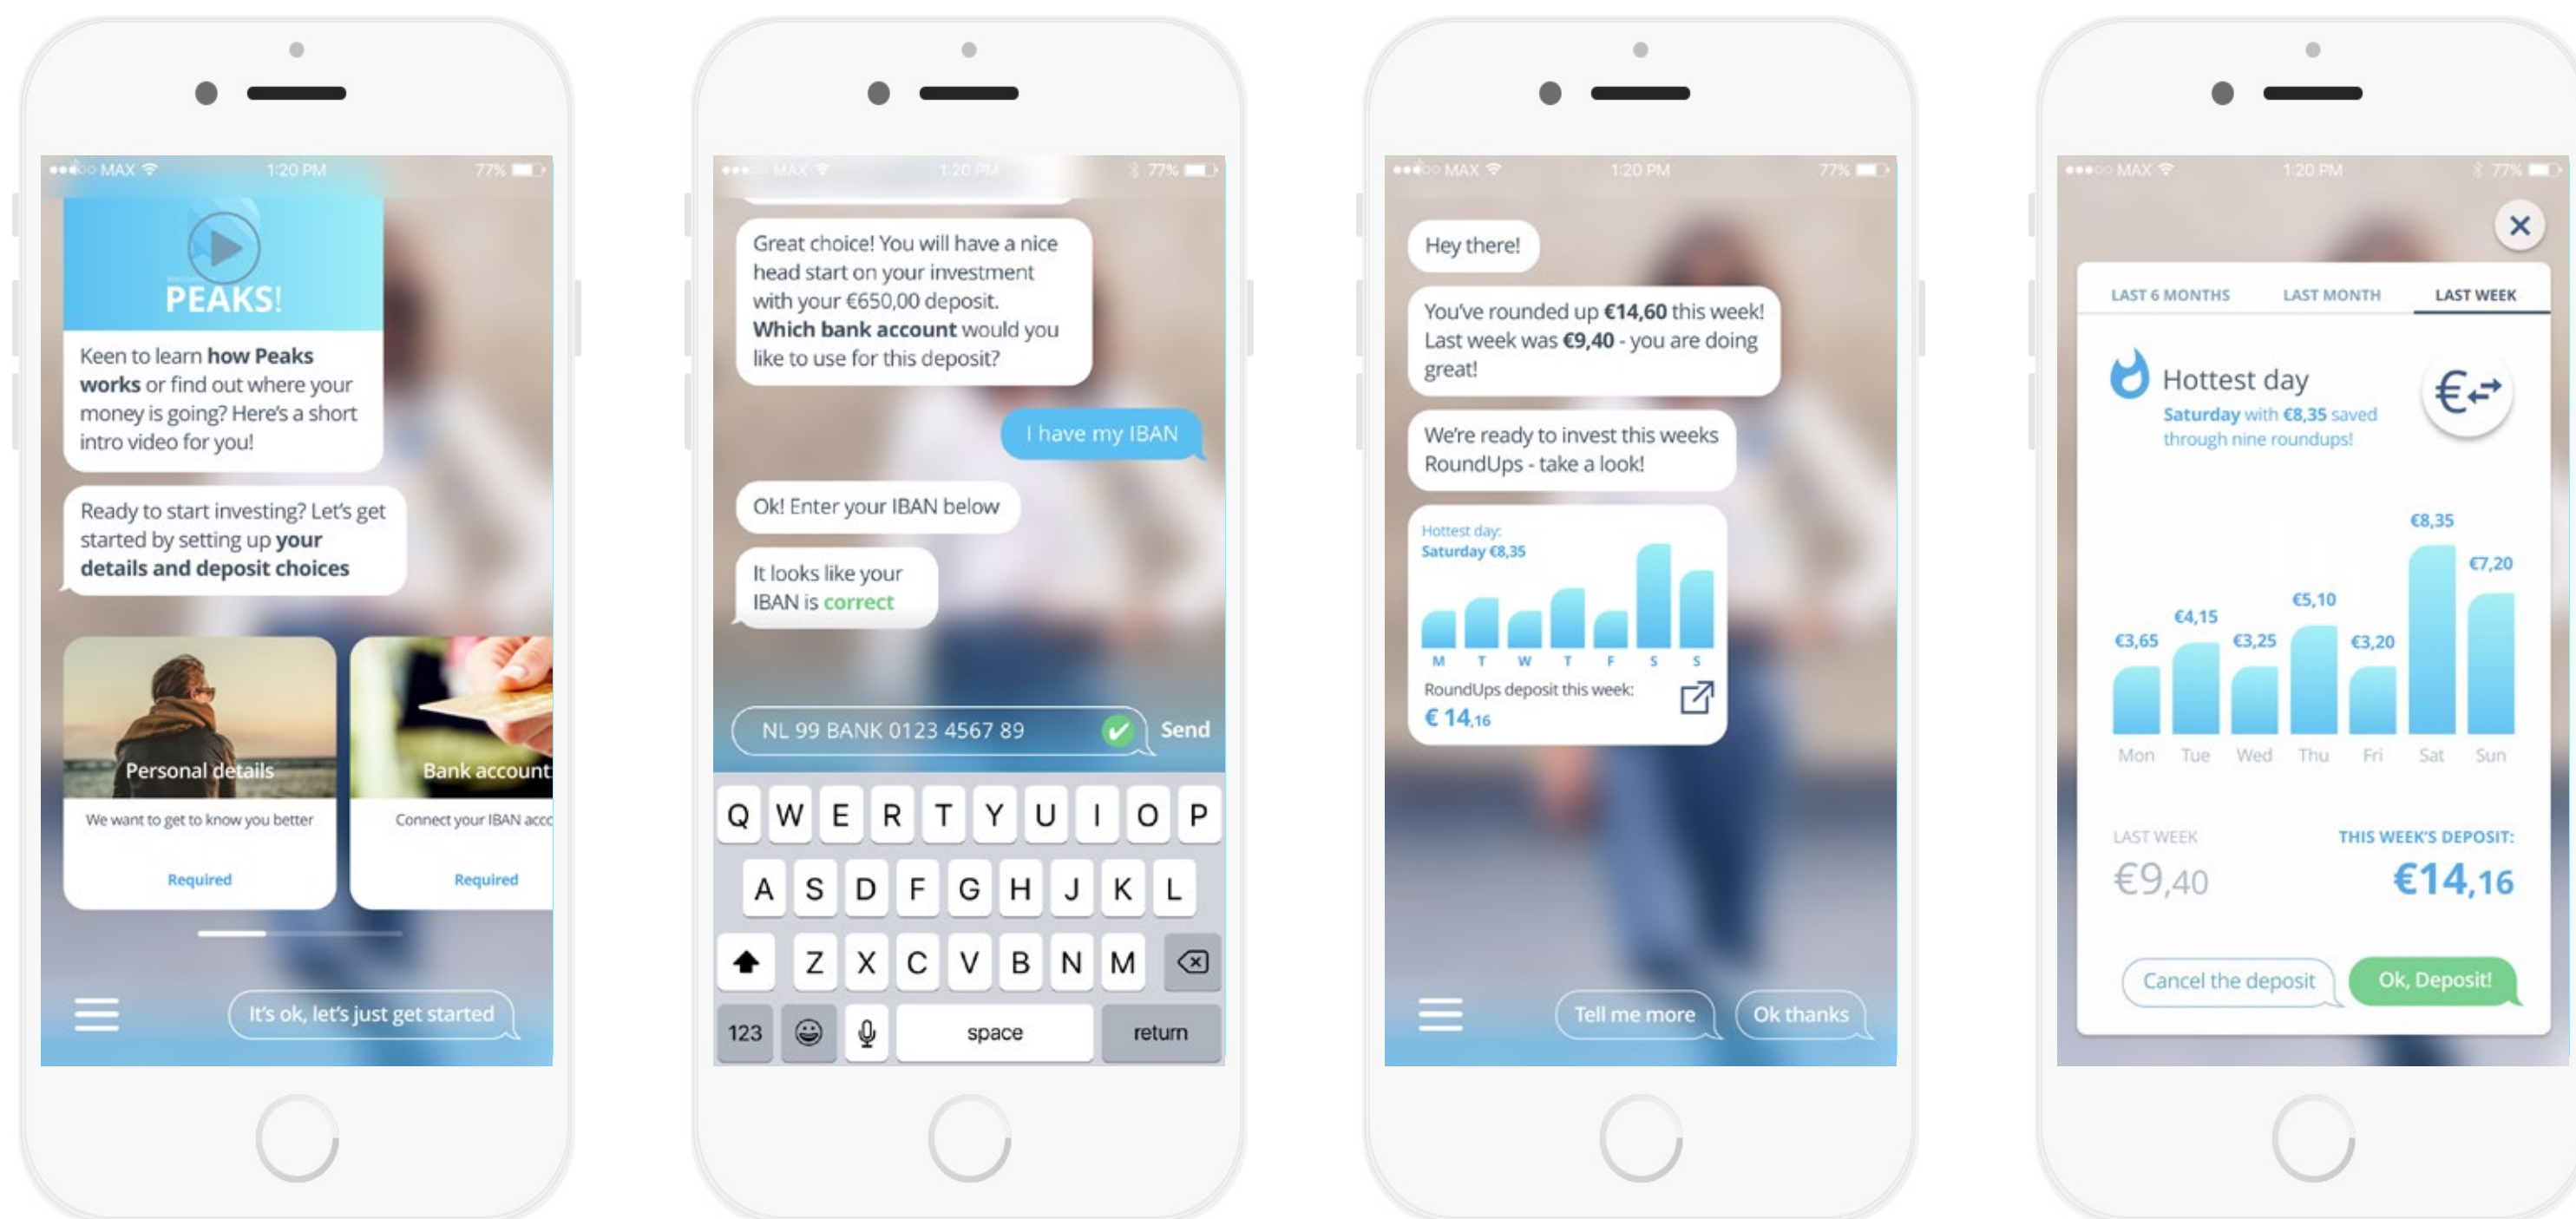 MAX 1:20 PM 77%
PEAKS!
Keen to learn how Peaks
works or find out where your
money is going? Here's a short
intro video for you!
Ready to start investing? Let's get
started by setting up your
details and deposit choices
Personal details
We want to get to know you better
Required
Bank account
Connect your IBAN acc
Required
It's ok, let's just get started
MAX 1:20 PM 77%
Great choice! You will have a nice
head start on your investment
with your €650,00 deposit.
Which bank account would you
like to use for this deposit?
I have my IBAN
Ok! Enter your IBAN below
It looks like your
IBAN is correct
NL 99 BANK 0123 4567 89 Send
Q W E R T Y U I O P
A S D F G H J K L
Z X C V B N M
123 space return
MAX 1:20 PM 77%
Hey there!
You've rounded up €14,60 this week!
Last week was €9,40 - you are doing
great!
We're ready to invest this weeks
RoundUps - take a look!
Hottest day:
Saturday €8,35
M T W T F S S
RoundUps deposit this week:
€ 14,16
Tell me more Ok thanks
MAX 1:20 PM 77%
LAST 6 MONTHS LAST MONTH LAST WEEK
Hottest day
Saturday with €8,35 saved
through nine roundups!
€
€3,65 €4,15 €3,25 €5,10 €3,20 €8,35 €7,20
Mon Tue Wed Thu Fri Sat Sun
LAST WEEK THIS WEEK'S DEPOSIT:
€9,40 €14,16
Cancel the deposit Ok, Deposit!